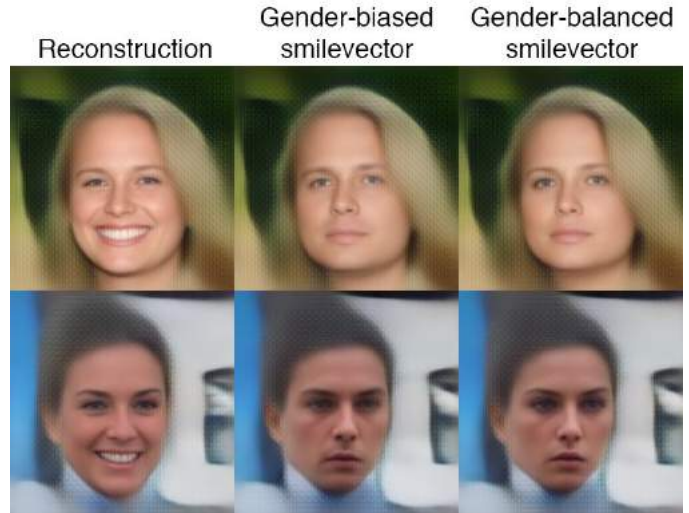 Reconstruction
Gender-biased
smilevector
Gender-balanced
smilevector